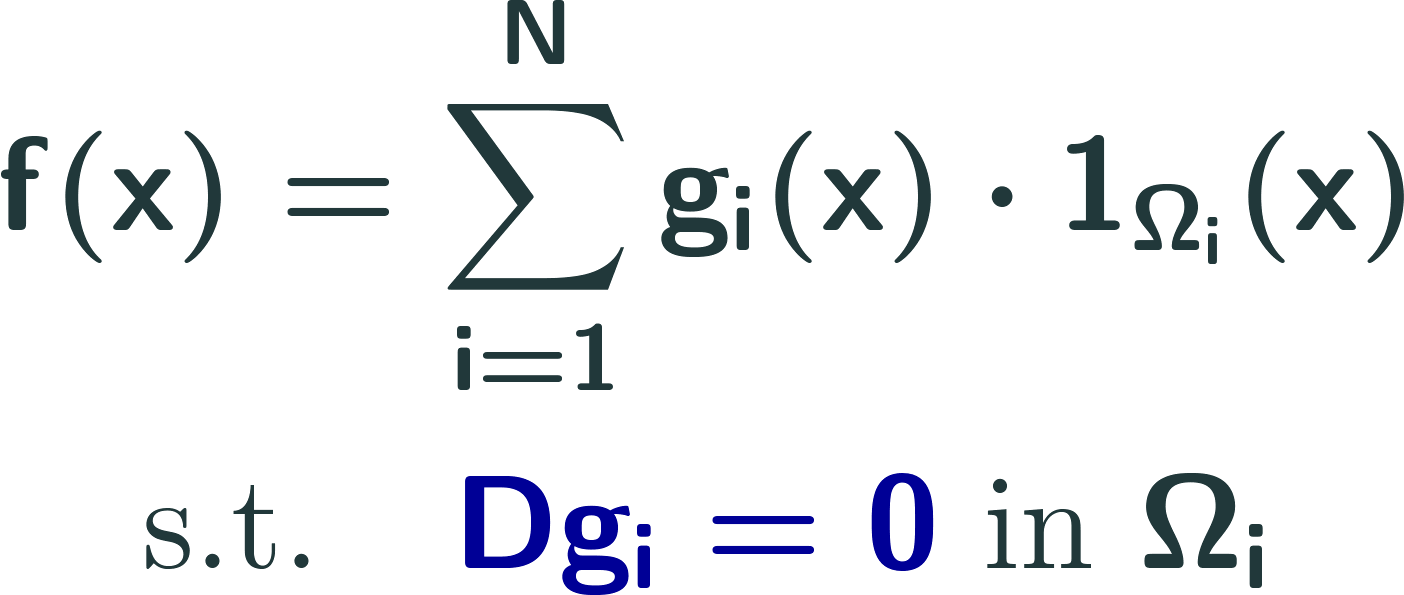 f(x) = ∑_{i=1}^{N} g_i(x) · 1_{Ω_i}(x)
s.t. Dg_i = 0 in Ω_i